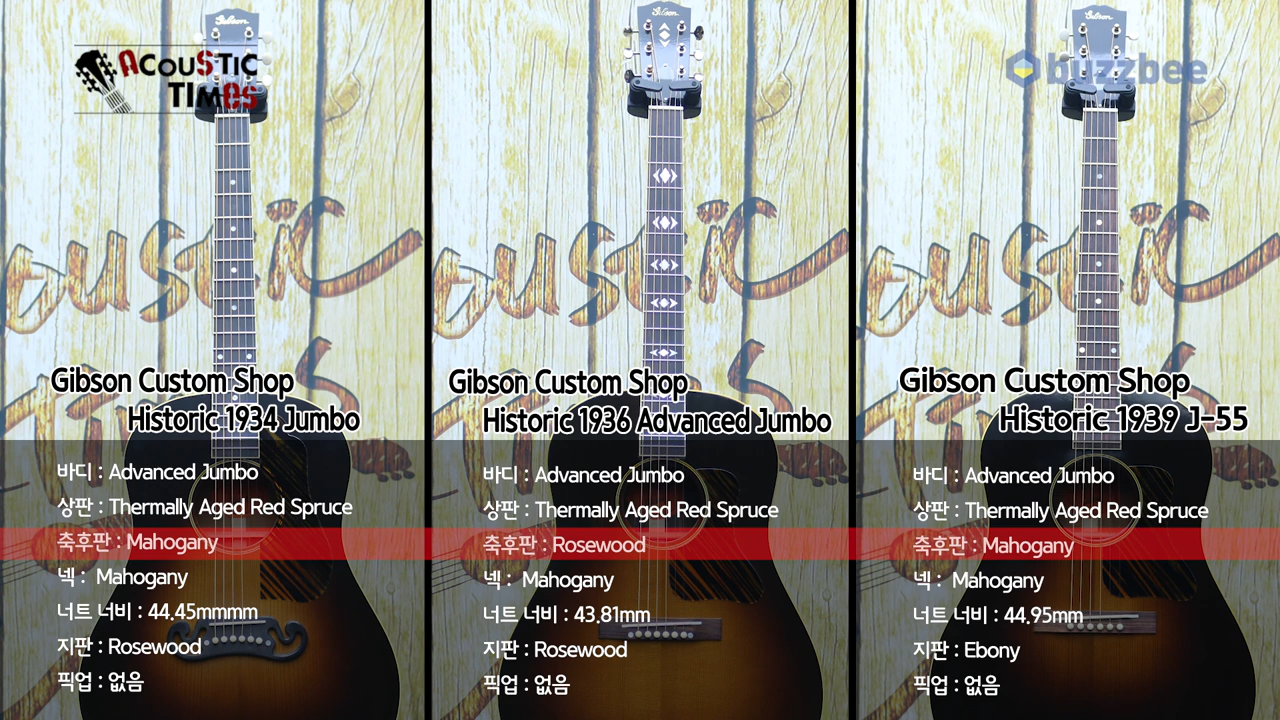 Gibson
Gibson
Gibson
ACOUSTIC
TIMES
buzzbee
Gibson Custom Shop
Historic 1934 Jumbo
바디 : Advanced Jumbo
상판 : Thermally Aged Red Spruce
축후판 : Mahogany
넥 : Mahogany
너트 너비 : 44.45mmmm
지판 : Rosewood
픽업 : 없음
Gibson Custom Shop
Historic 1936 Advanced Jumbo
바디 : Advanced Jumbo
상판 : Thermally Aged Red Spruce
축후판 : Rosewood
넥 : Mahogany
너트 너비 : 43.81mm
지판 : Rosewood
픽업 : 없음
Gibson Custom Shop
Historic 1939 J-55
바디 : Advanced Jumbo
상판 : Thermally Aged Red Spruce
축후판 : Mahogany
넥 : Mahogany
너트 너비 : 44.95mm
지판 : Ebony
픽업 : 없음